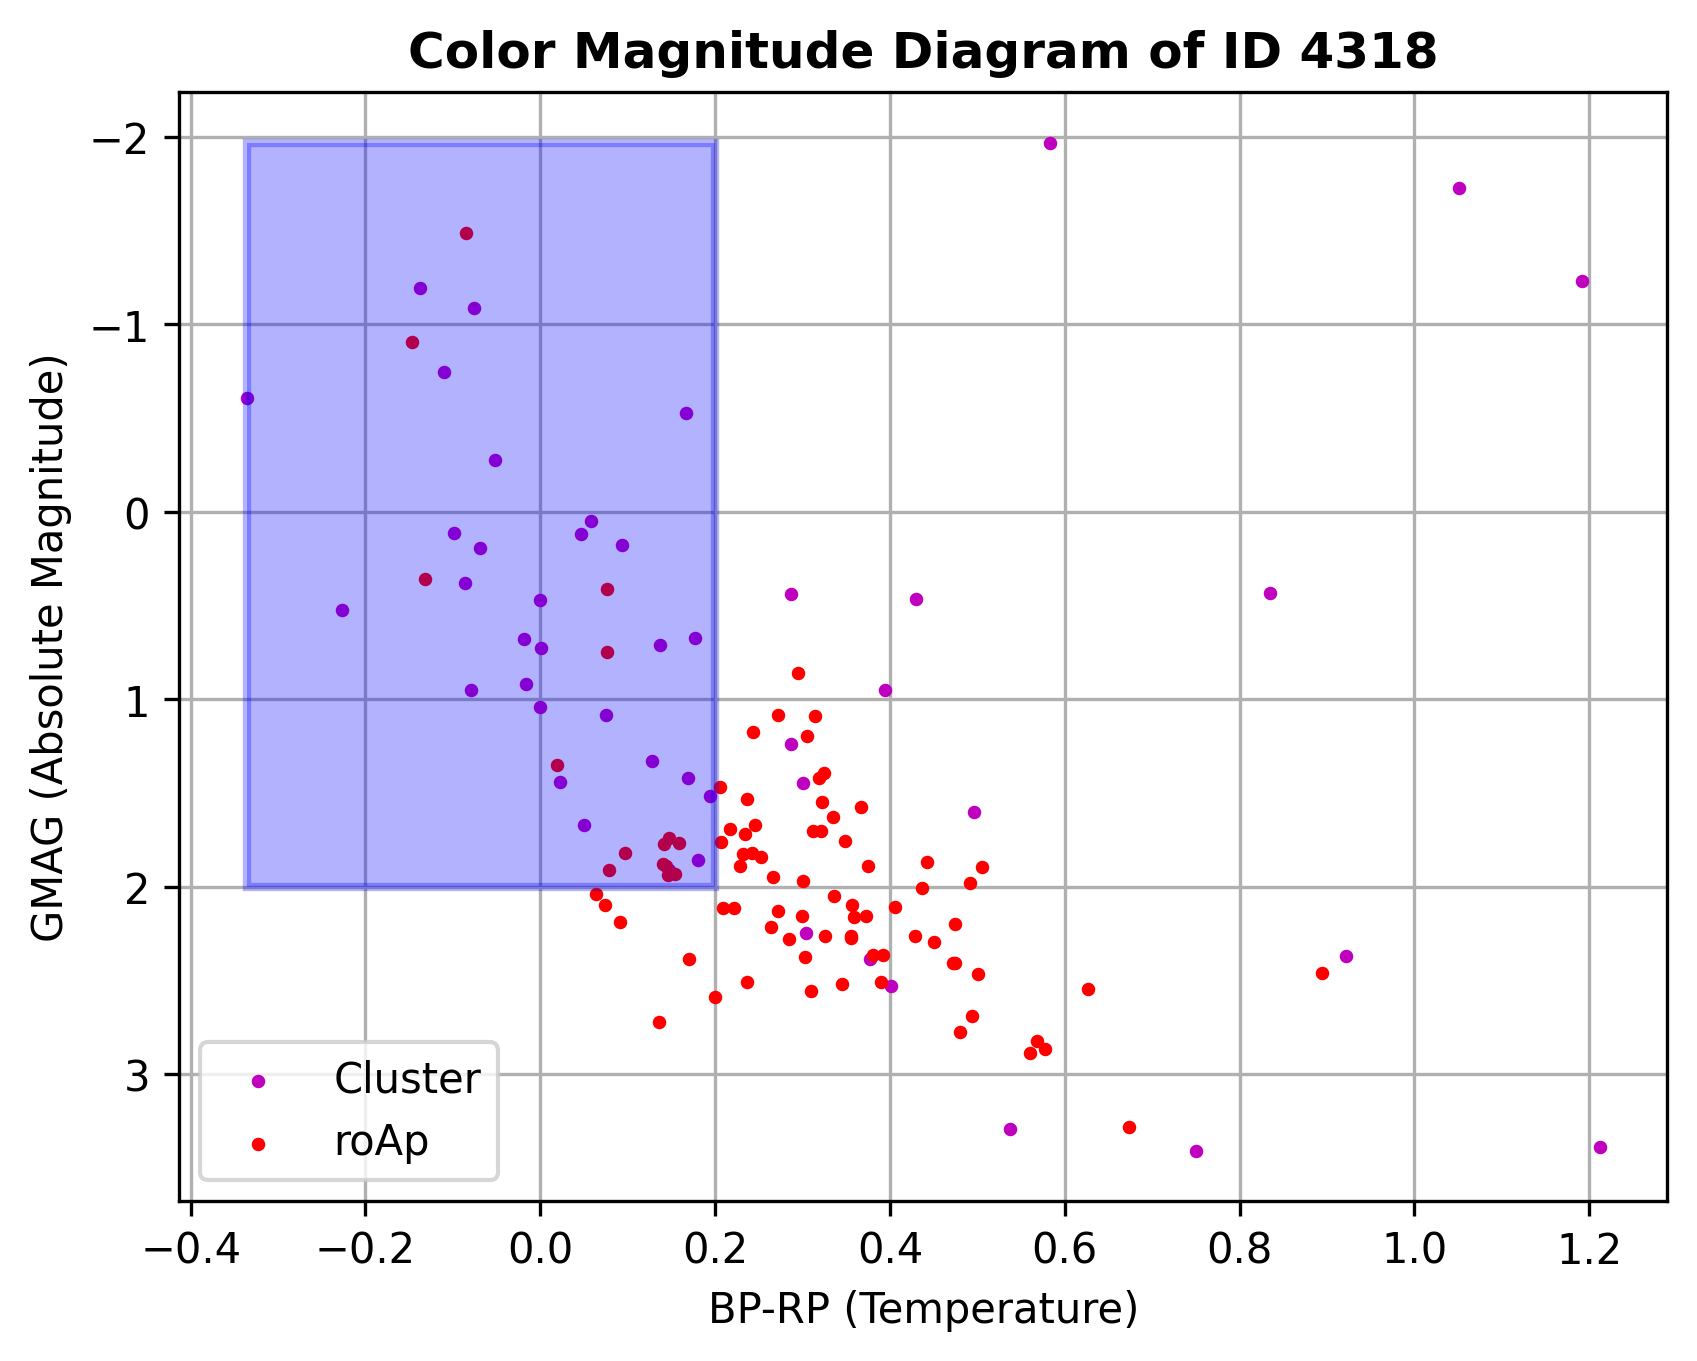 Color Magnitude Diagram of ID 4318
GMAG (Absolute Magnitude)
−2
−1
0
1
2
3
Cluster
roAp
−0.4 −0.2 0.0 0.2 0.4 0.6 0.8 1.0 1.2
BP-RP (Temperature)